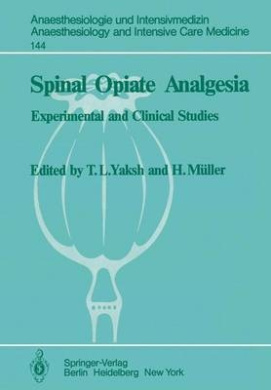 Anaesthesiologie und Intensivmedizin
Anaesthesiology and Intensive Care Medicine
144
Spinal Opiate Analgesia
Experimental and Clinical Studies
Edited by T.L.Yaksh and H.Müller
Springer-Verlag
Berlin Heidelberg New York